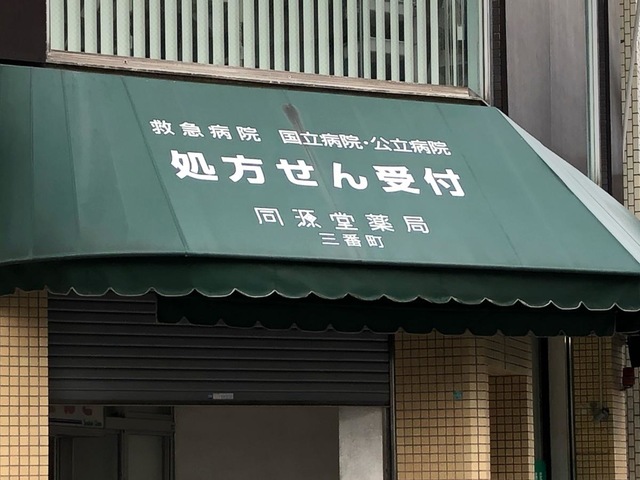 救急病院 国立病院・公立病院
処方せん受付
同源堂薬局
三番町